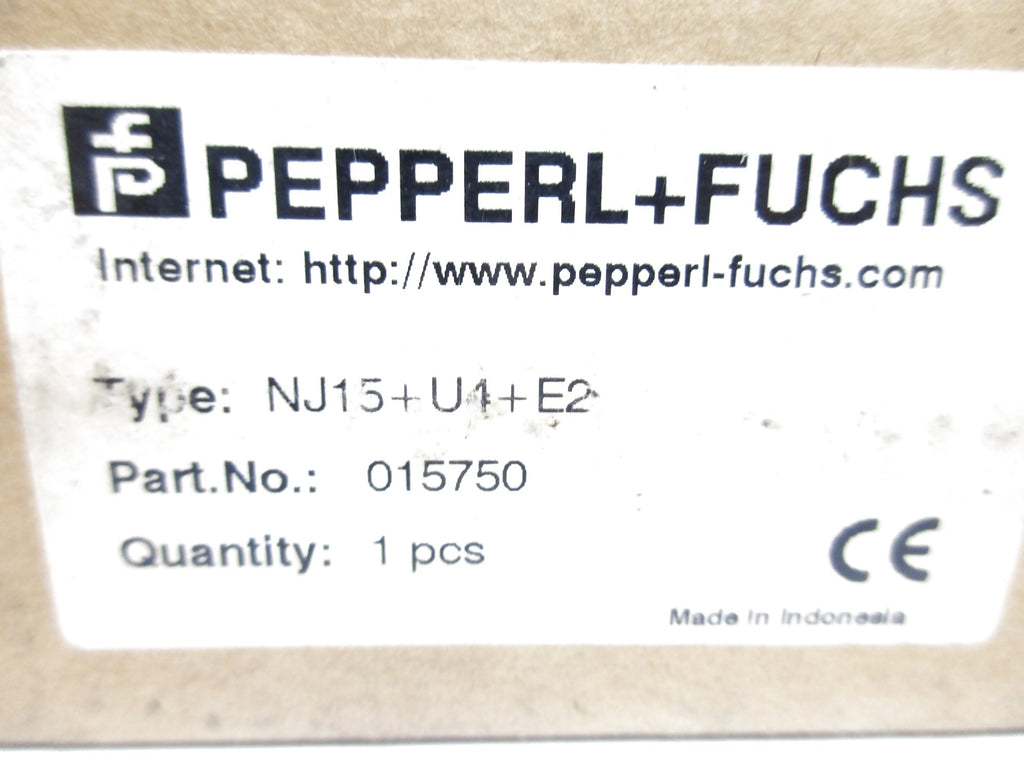 PEPPERL+FUCHS
Internet: http://www.pepperl-fuchs.com
Type: NJ15+U1+E2
Part.No.: 015750
Quantity: 1 pcs
CE
Made in Indonesia